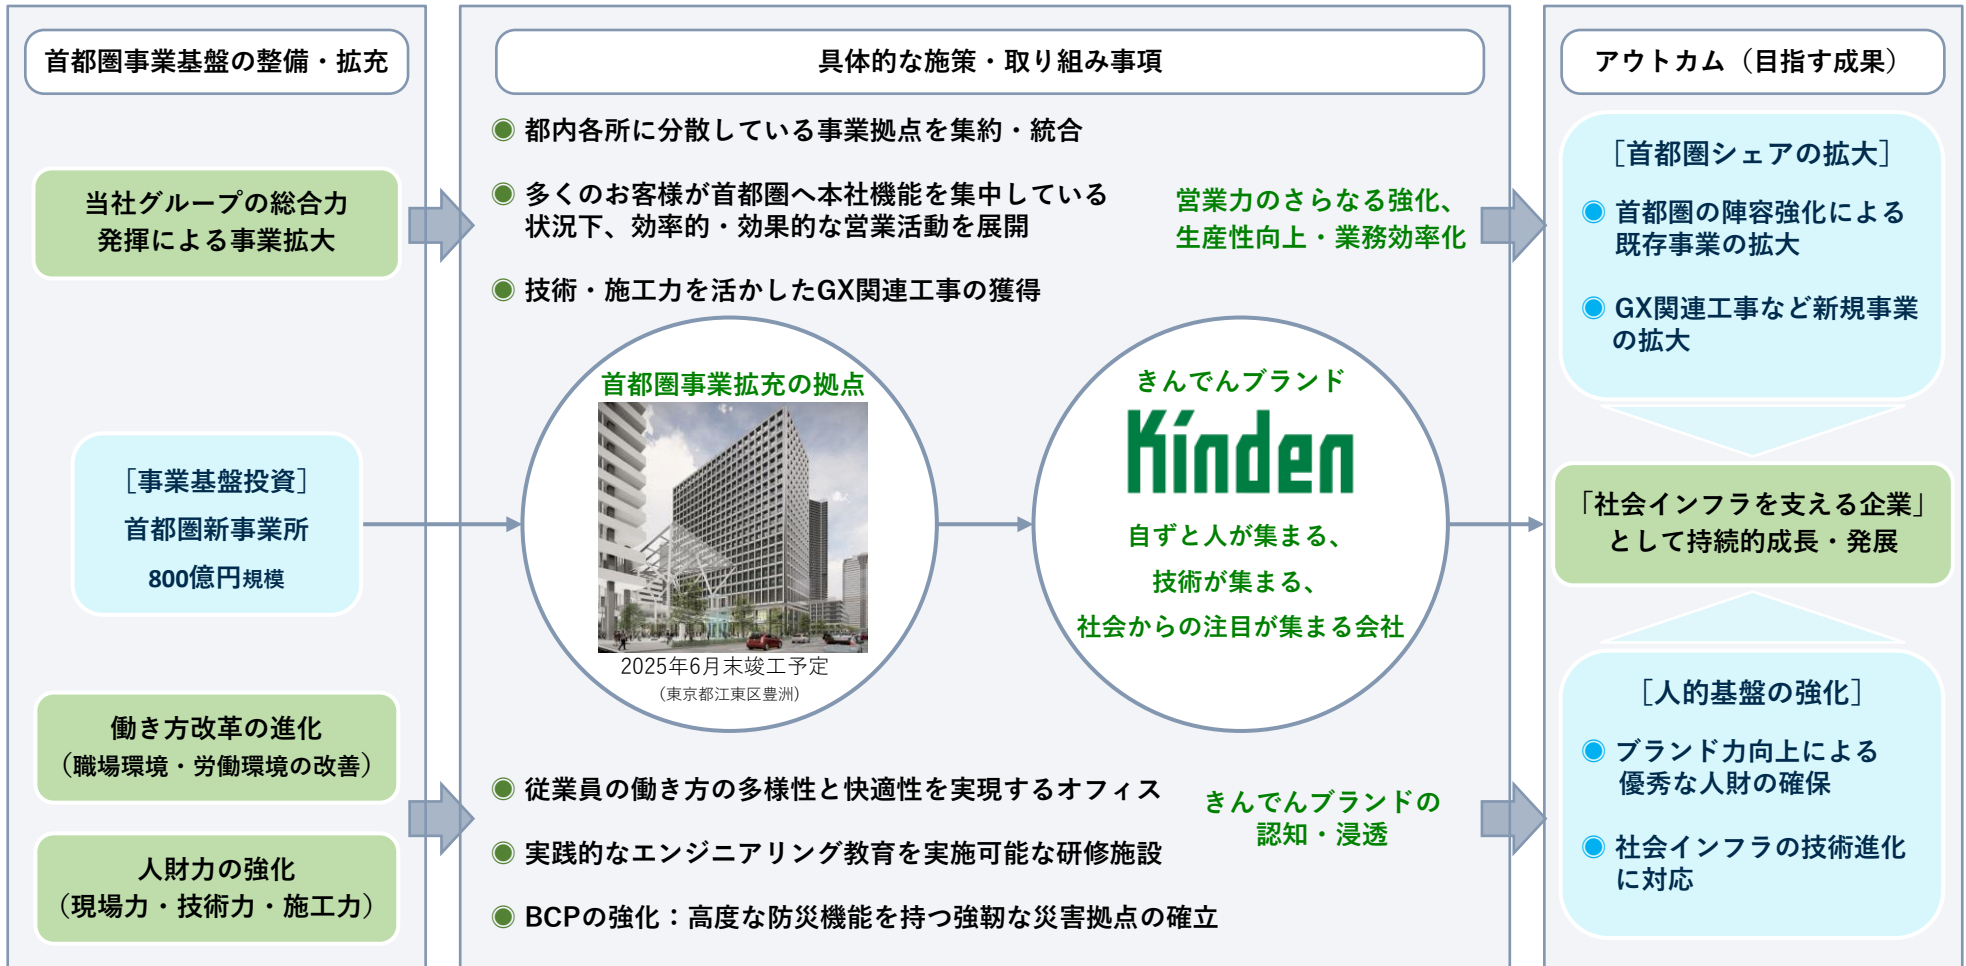 首都圏事業基盤の整備・拡充
当社グループの総合力
発揮による事業拡大
［事業基盤投資］
首都圏新事業所
800億円規模
働き方改革の進化
（職場環境・労働環境の改善）
人財力の強化
（現場力・技術力・施工力）
具体的な施策・取り組み事項
◉ 都内各所に分散している事業拠点を集約・統合
◉ 多くのお客様が首都圏へ本社機能を集中している
状況下、効率的・効果的な営業活動を展開
◉ 技術・施工力を活かしたGX関連工事の獲得
営業力のさらなる強化、
生産性向上・業務効率化
首都圏事業拡充の拠点
2025年6月末竣工予定
（東京都江東区豊洲）
きんでんブランド
Kinden
自ずと人が集まる、
技術が集まる、
社会からの注目が集まる会社
◉ 従業員の働き方の多様性と快適性を実現するオフィス
◉ 実践的なエンジニアリング教育を実施可能な研修施設
◉ BCPの強化：高度な防災機能を持つ強靭な災害拠点の確立
きんでんブランドの
認知・浸透
アウトカム（目指す成果）
［首都圏シェアの拡大］
◉ 首都圏の陣容強化による
既存事業の拡大
◉ GX関連工事など新規事業
の拡大
「社会インフラを支える企業」
として持続的成長・発展
［人的基盤の強化］
◉ ブランド力向上による
優秀な人財の確保
◉ 社会インフラの技術進化
に対応